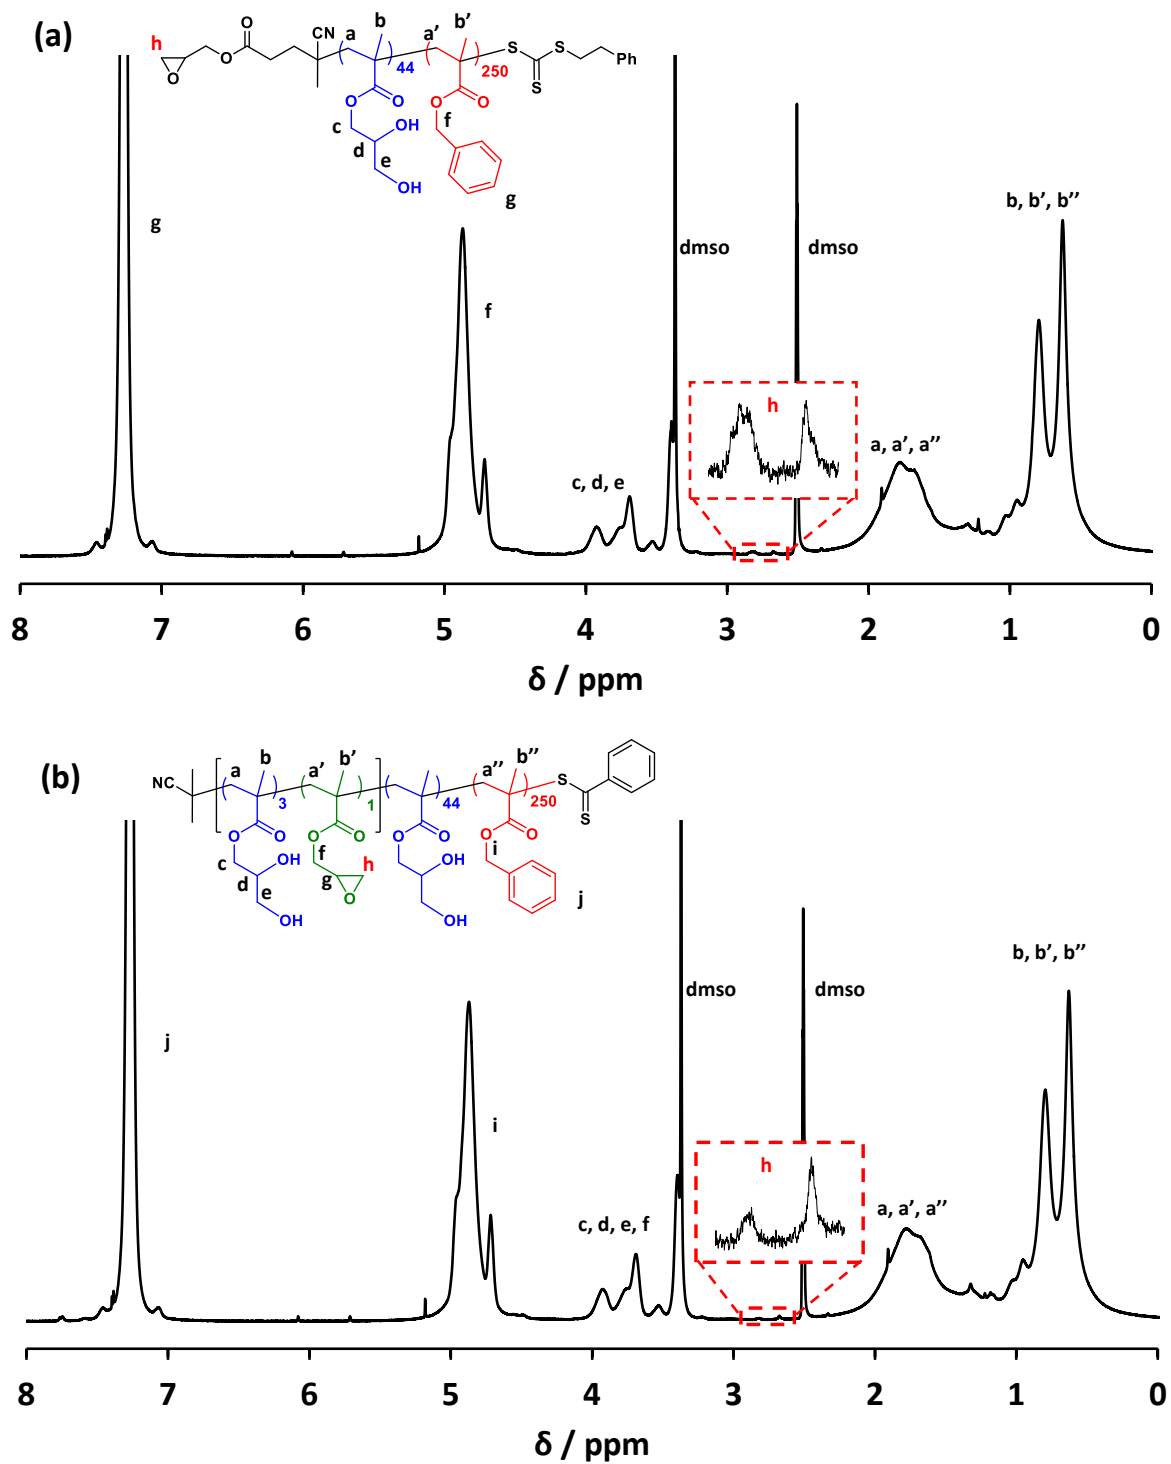 (a)
h
O
O
O
CN
a
b
44
a'
b'
250
S
S
S
Ph
O
O
O
O
c
OH
d
e
OH
f
g
g
f
dmso
dmso
b, b', b''
h
a, a', a''
c, d, e
8 7 6 5 4 3 2 1 0
δ / ppm
(b)
NC
a
b
3
a'
b'
1
44
a''
b''
250
S
S
O
O
O
O
O
O
O
O
c
OH
d
e
OH
f
g
h
O
OH
OH
i
j
j
i
dmso
dmso
b, b', b''
h
a, a', a''
c, d, e, f
8 7 6 5 4 3 2 1 0
δ / ppm